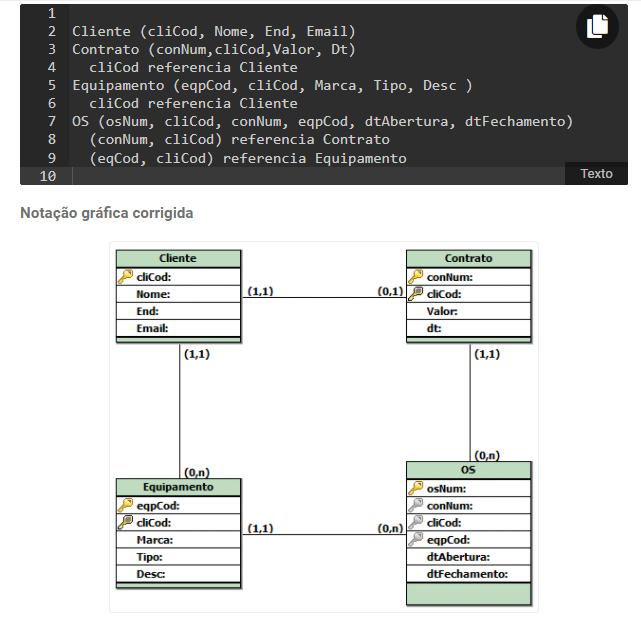 1
2 Cliente (cliCod, Nome, End, Email)
3 Contrato (conNum,cliCod,Valor, Dt)
4 cliCod referencia Cliente
5 Equipamento (eqpCod, cliCod, Marca, Tipo, Desc )
6 cliCod referencia Cliente
7 OS (osNum, cliCod, conNum, eqpCod, dtAbertura, dtFechamento)
8 (conNum, cliCod) referencia Contrato
9 (eqCod, cliCod) referencia Equipamento
10
Texto
Notação gráfica corrigida
Cliente
cliCod:
Nome:
End:
Email:
(1,1)
(0,1)
Contrato
conNum:
cliCod:
Valor:
dt:
(1,1)
(1,1)
(0,n)
(0,n)
Equipamento
eqpCod:
cliCod:
Marca:
Tipo:
Desc:
(1,1)
(0,n)
OS
osNum:
conNum:
cliCod:
eqpCod:
dtAbertura:
dtFechamento: